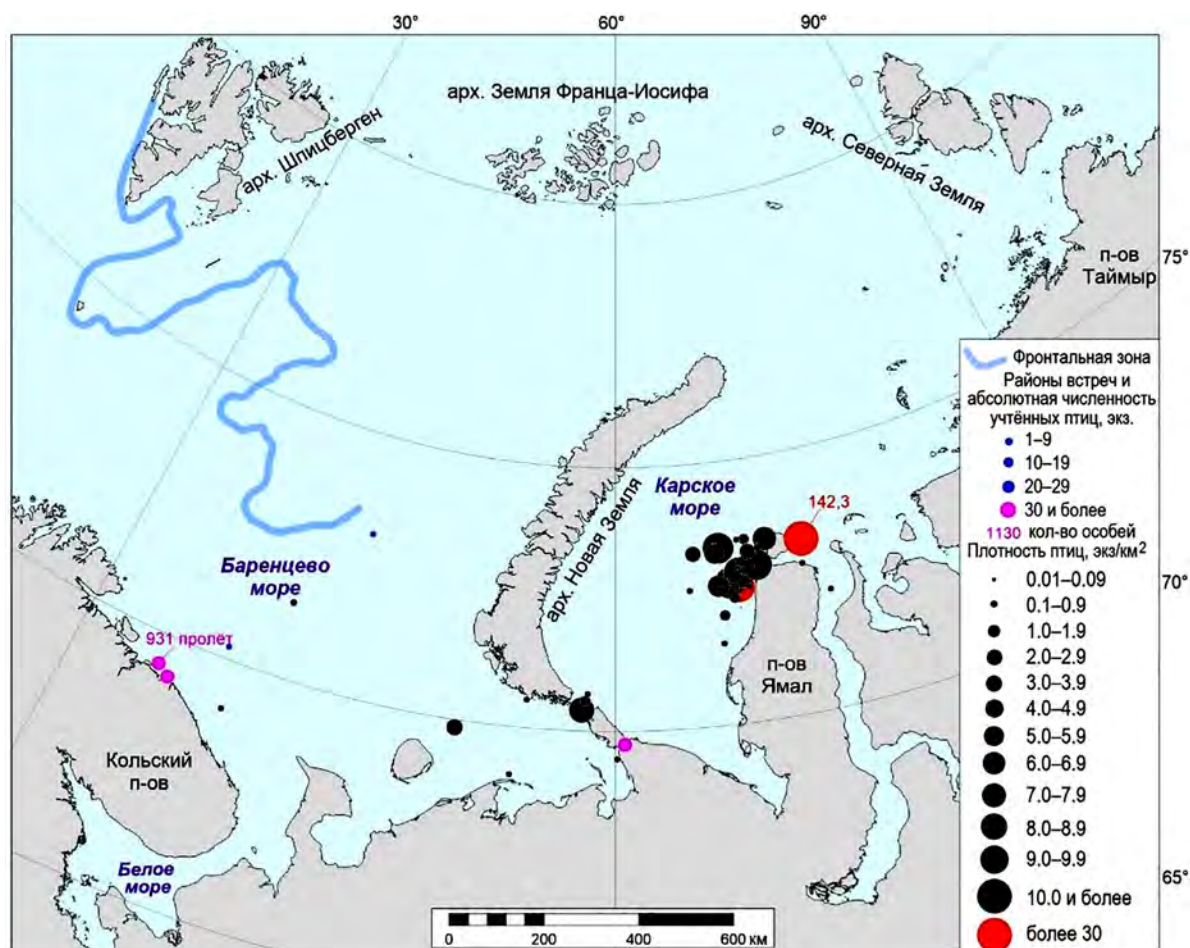 30°
60°
90°
арх. Земля Франца-Иосифа
арх. Шпицберген
арх. Северная Земля
75°
п-ов
Таймыр
Фронтальная зона
Районы встреч и
абсолютная численность
учтённых птиц, экз.
1–9
10–19
20–29
30 и более
1130 кол-во особей
Плотность птиц, экз/км²
0.01–0.09
0.1–0.9
1.0–1.9
2.0–2.9
3.0–3.9
4.0–4.9
5.0–5.9
6.0–6.9
7.0–7.9
8.0–8.9
9.0–9.9
10.0 и более
более 30
Карское
море
142,3
арх. Новая Земля
Баренцево
море
70°
931 пролёт
п-ов
Ямал
Кольский
п-ов
Белое
море
65°
0 200 400 600 км